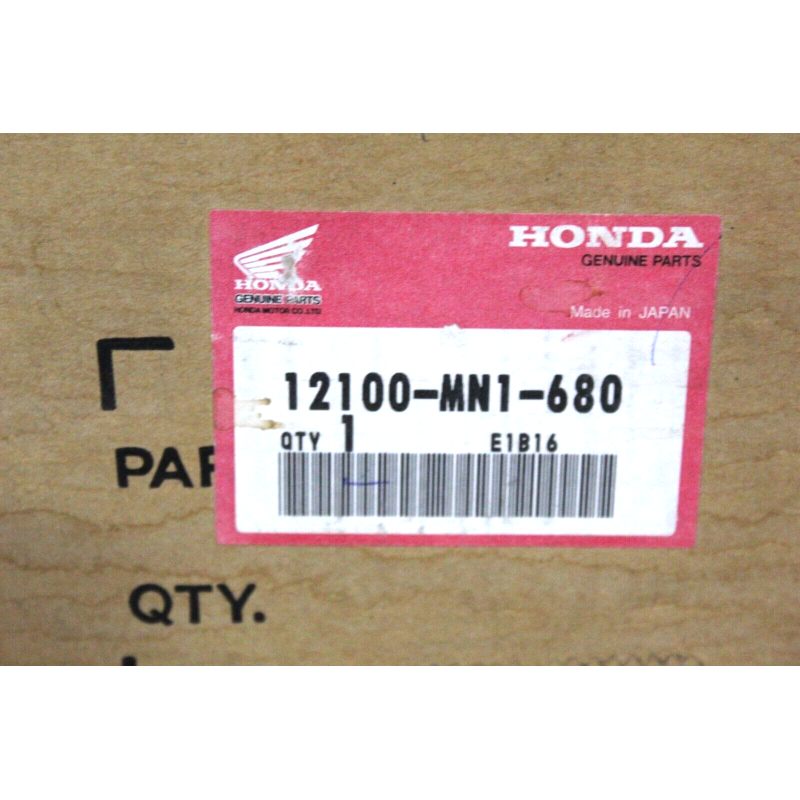 HONDA
GENUINE PARTS
HONDA MOTOR CO.,LTD
HONDA
GENUINE PARTS
Made in JAPAN
12100-MN1-680
QTY 1 E1B16
PAR
QTY.